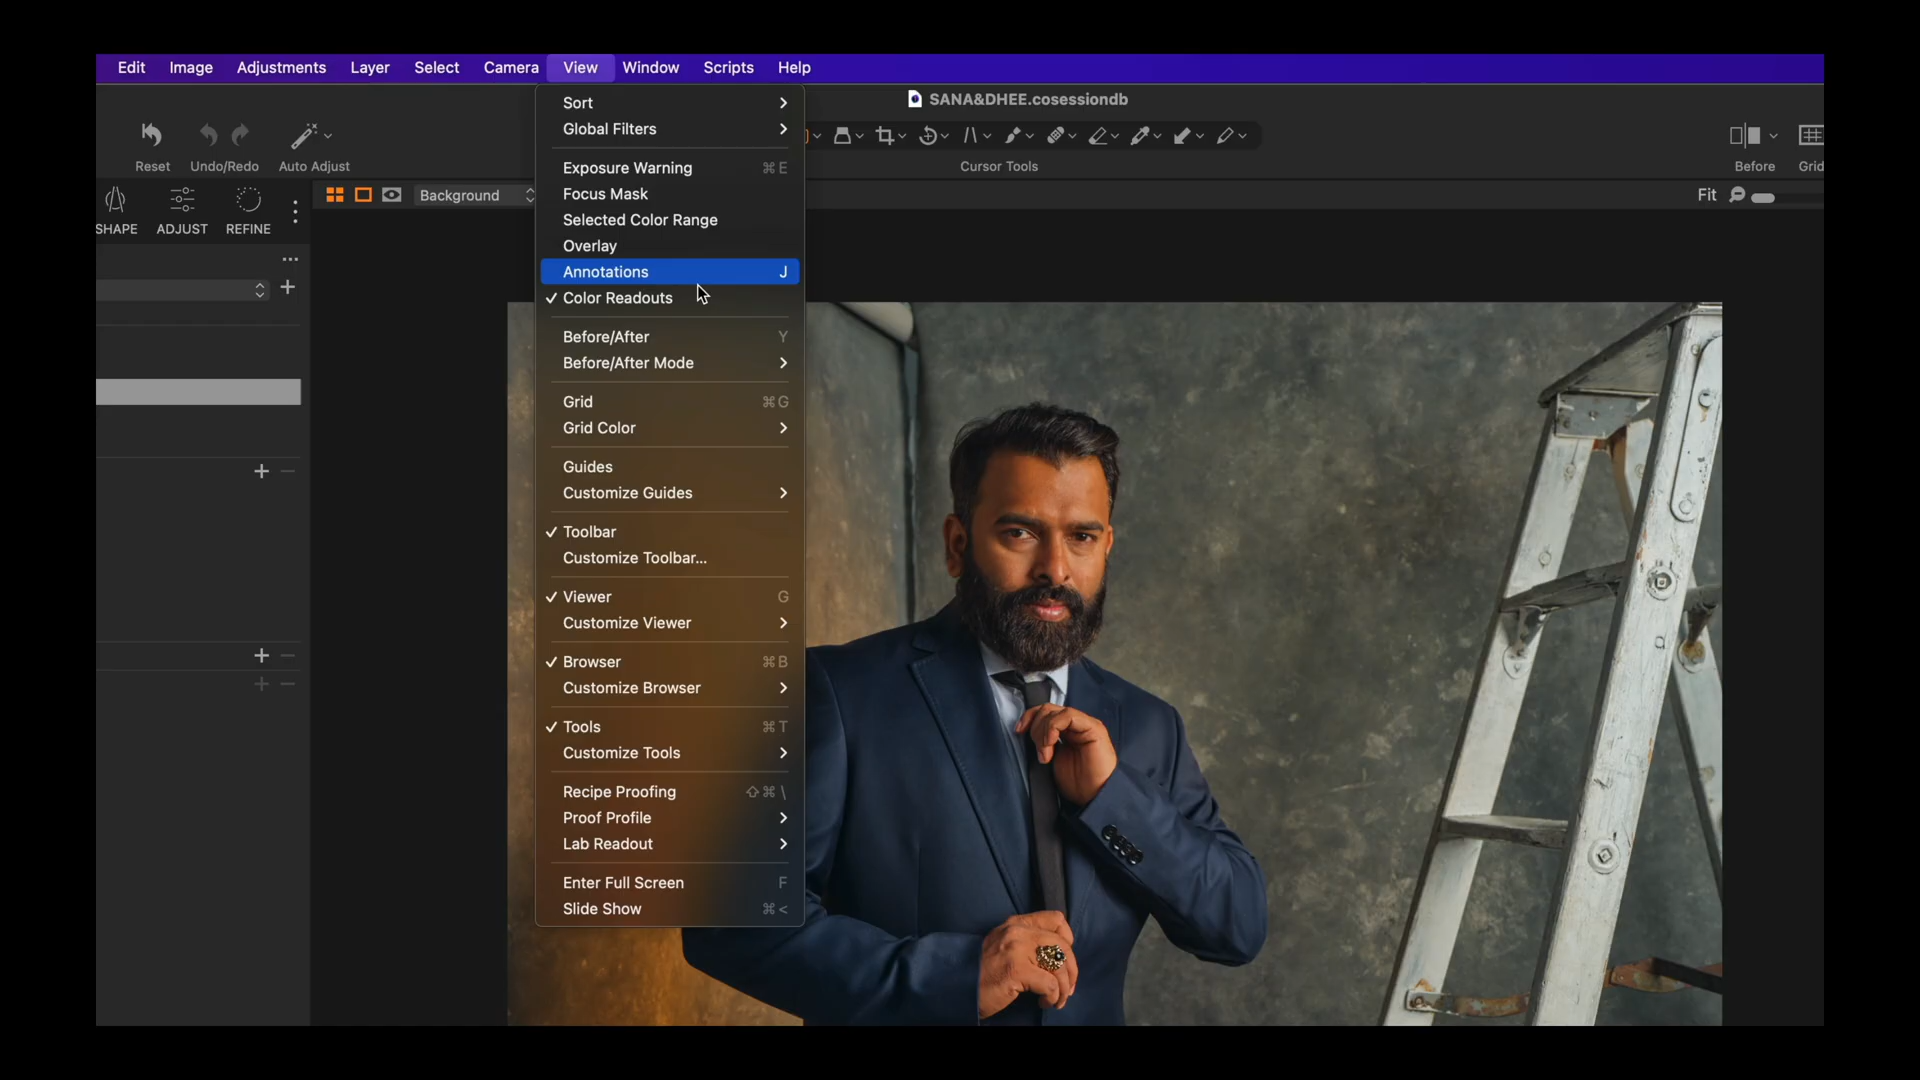 Edit Image Adjustments Layer Select Camera View Window Scripts Help
SANA&DHEE.cosessiondb
Reset Undo/Redo Auto Adjust Cursor Tools Before Grid
SHAPE ADJUST REFINE
Background
Fit
Sort
Global Filters
Exposure Warning ⌘E
Focus Mask
Selected Color Range
Overlay
Annotations J
✓ Color Readouts
Before/After Y
Before/After Mode
Grid ⌘G
Grid Color
Guides
Customize Guides
✓ Toolbar
Customize Toolbar...
✓ Viewer G
Customize Viewer
✓ Browser ⌘B
Customize Browser
✓ Tools ⌘T
Customize Tools
Recipe Proofing ⇧⌘\
Proof Profile
Lab Readout
Enter Full Screen F
Slide Show ⌘<